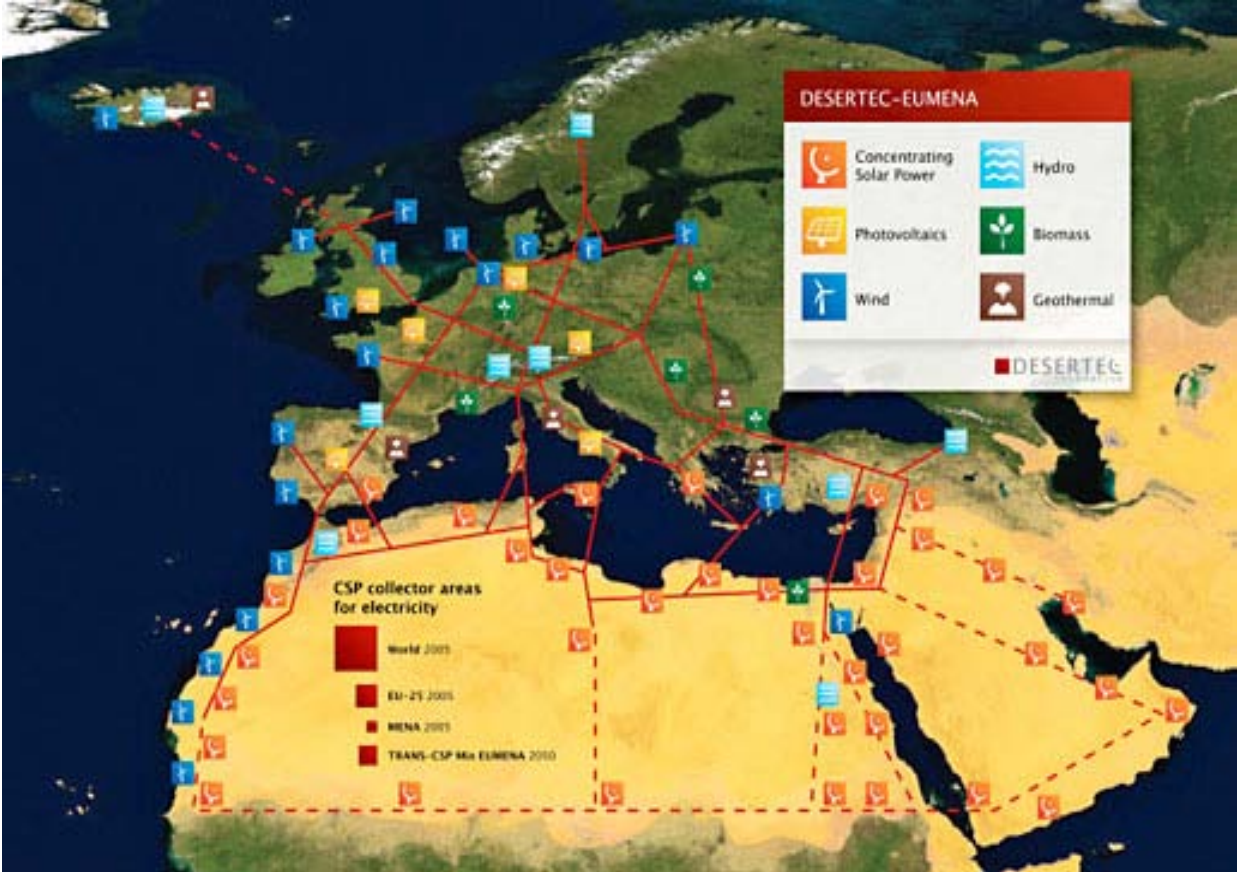 DESERTEC-EUMENA
Concentrating
Solar Power
Hydro
Photovoltaics
Biomass
Wind
Geothermal
DESERTEC
CSP collector areas
for electricity
World 2005
EU-25 2005
MENA 2005
TRANS-CSP Mix EUMENA 2050